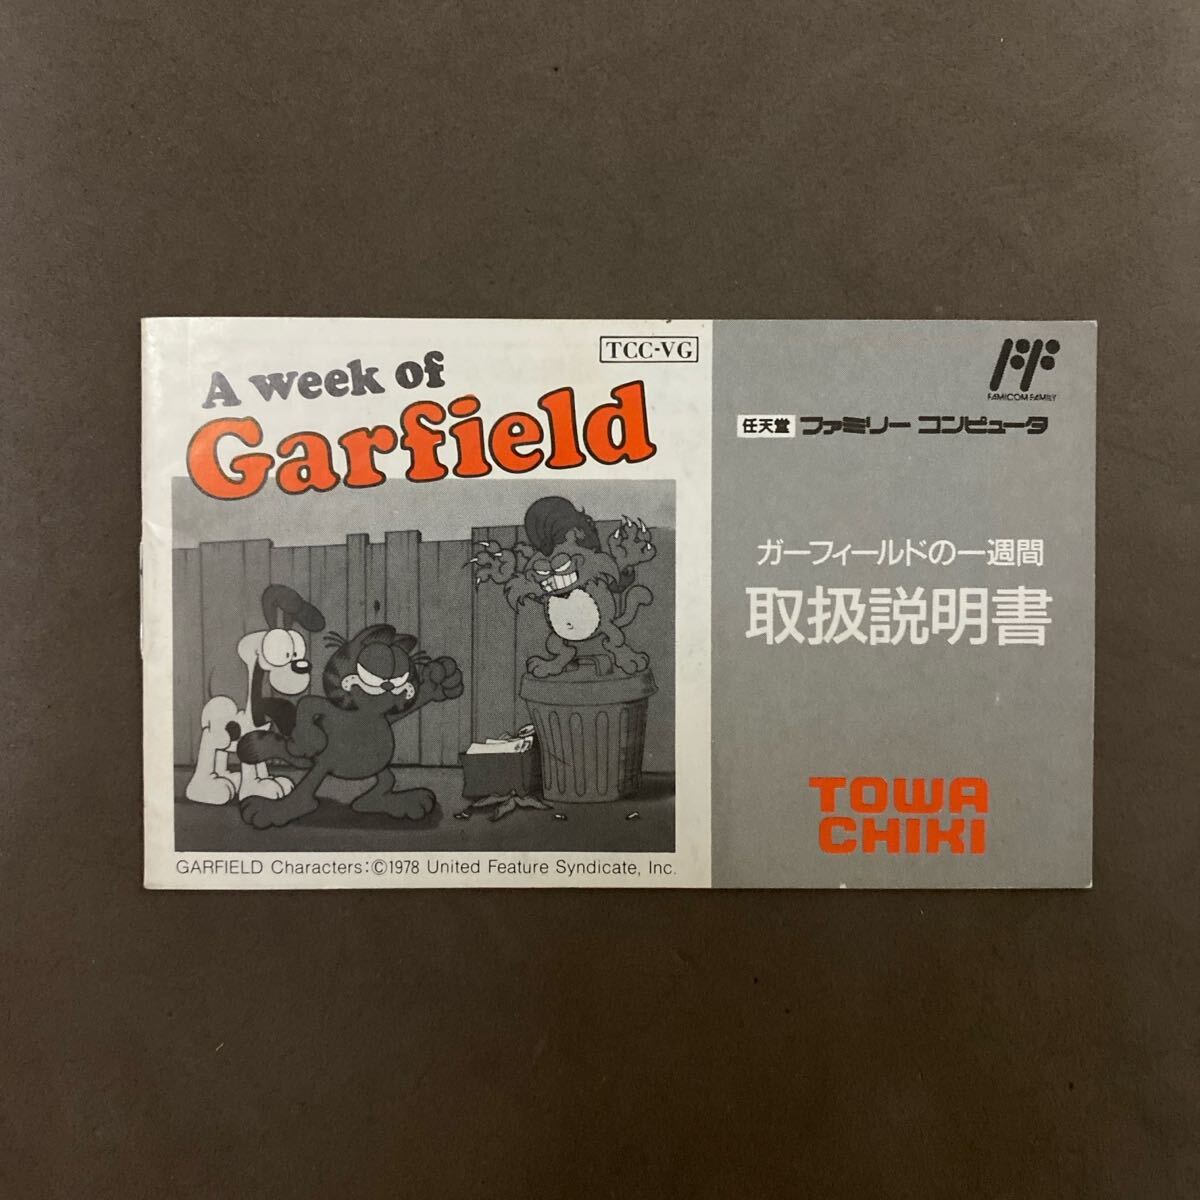 A week of
Garfield
TCC-VG
GARFIELD Characters:©1978 United Feature Syndicate, Inc.
FAMICOM FAMILY
任天堂 ファミリー コンピュータ
ガーフィールドの一週間
取扱説明書
TOWA
CHIKI